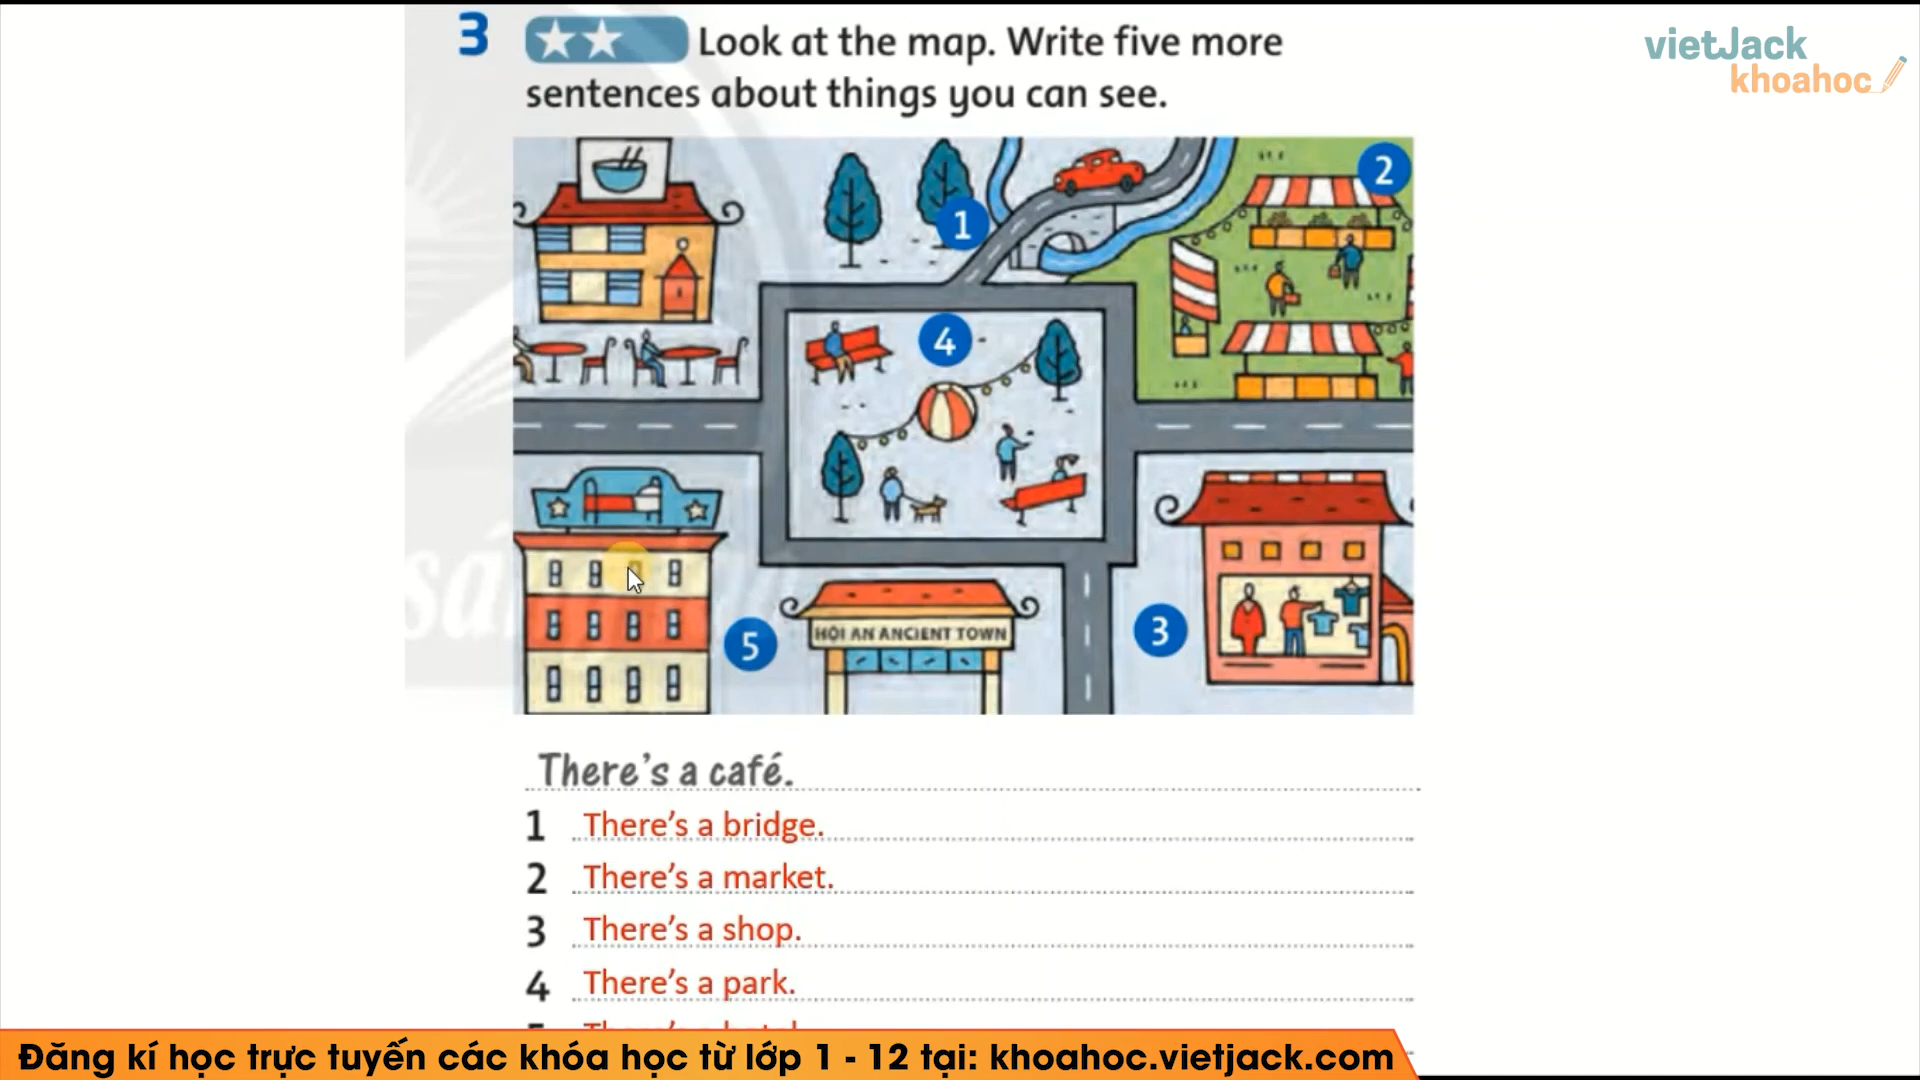 3 Look at the map. Write five more
sentences about things you can see.
vietJack
khoahoc
1
2
4
HỘI AN ANCIENT TOWN
5
3
There's a café.
1 There's a bridge.
2 There's a market.
3 There's a shop.
4 There's a park.
Đăng kí học trực tuyến các khóa học từ lớp 1 - 12 tại: khoahoc.vietjack.com